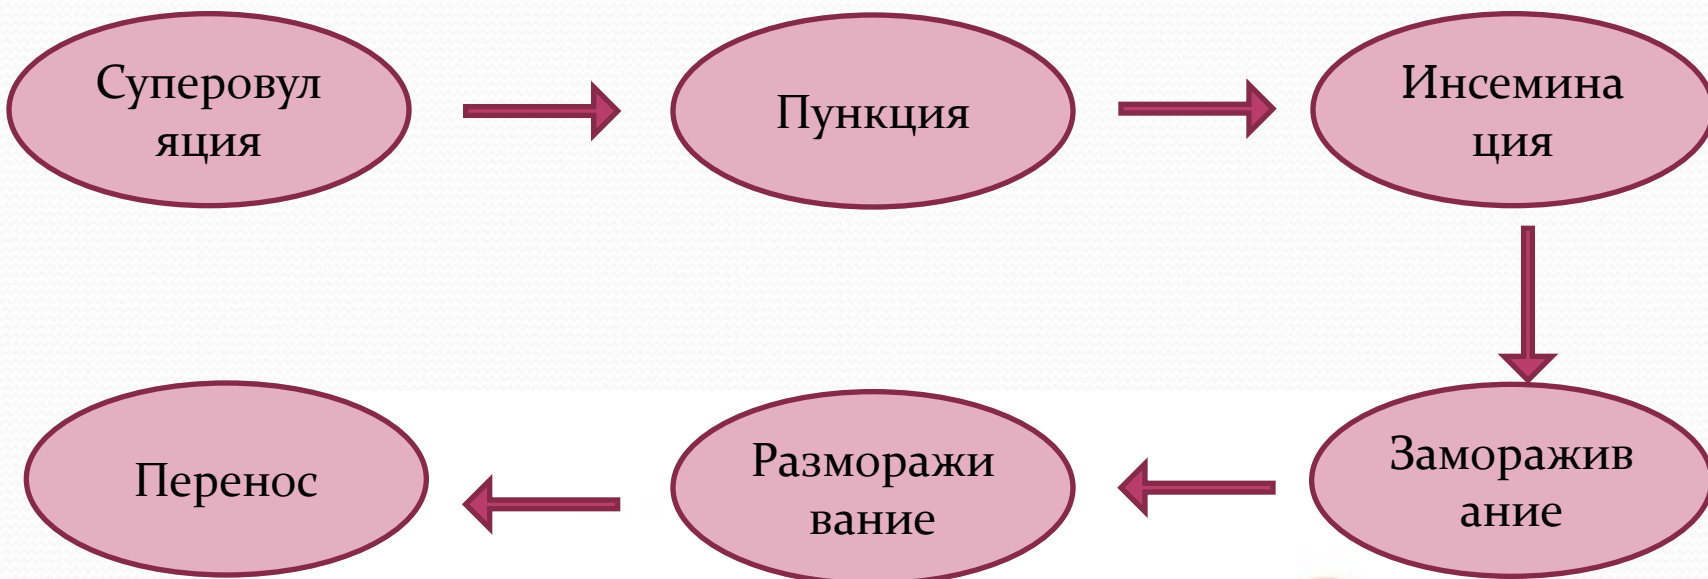 Суперовул
яция
Пункция
Инсемина
ция
Заморажив
ание
Разморажи
вание
Перенос